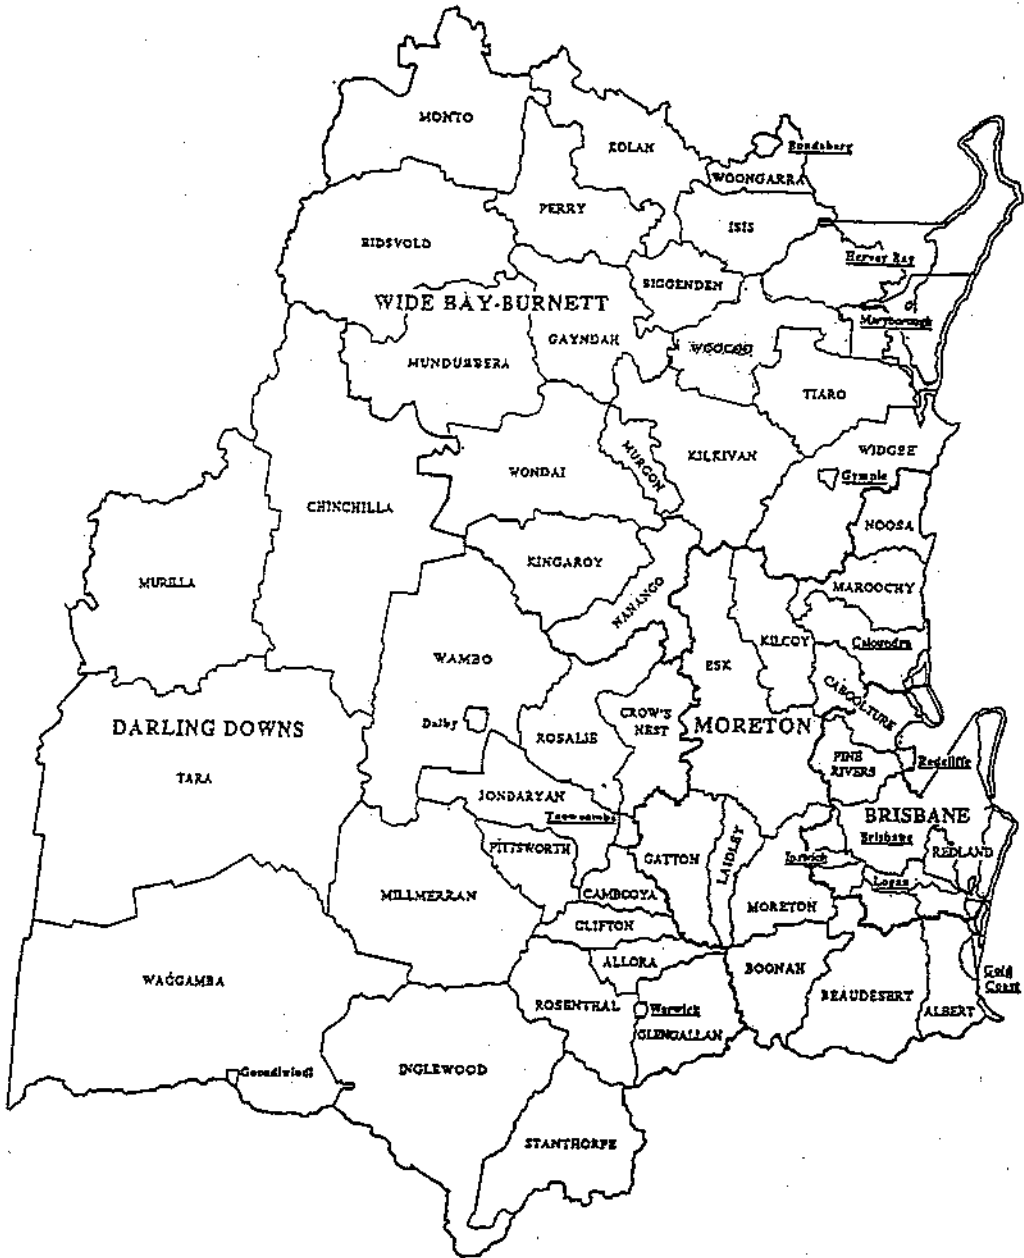 MONTO
KOLAN
Bundaberg
WOONGARRA
PERRY
ISIS
EIDSVOLD
Hervey Bay
BIGGENDEN
WIDE BAY-BURNETT
Maryborough
GAYNDAH
WOOCOO
MUNDUBBERA
TIARO
WIDGEE
MURGON
KILKIVAN
WONDAI
Gympie
CHINCHILLA
NOOSA
KINGAROY
MURILLA
MAROOCHY
NANANGO
KILCOY
Caloundra
WAMBO
ESK
CABOOLTURE
CROW'S
NEST
Dalby
DARLING DOWNS
MORETON
ROSALIE
PINE
RIVERS
Redcliffe
TARA
JONDARYAN
Toowoomba
BRISBANE
Brisbane
PITTSWORTH
GATTON
LAIDLEY
Ipswich
REDLAND
Logan
MILLMERRAN
CAMBOOYA
MORETON
CLIFTON
ALLORA
BOONAH
WAGGAMBA
Gold
Coast
BEAUDESERT
ROSENTHAL
Warwick
ALBERT
GLENGALLAN
Goondiwindi
INGLEWOOD
STANTHORPE